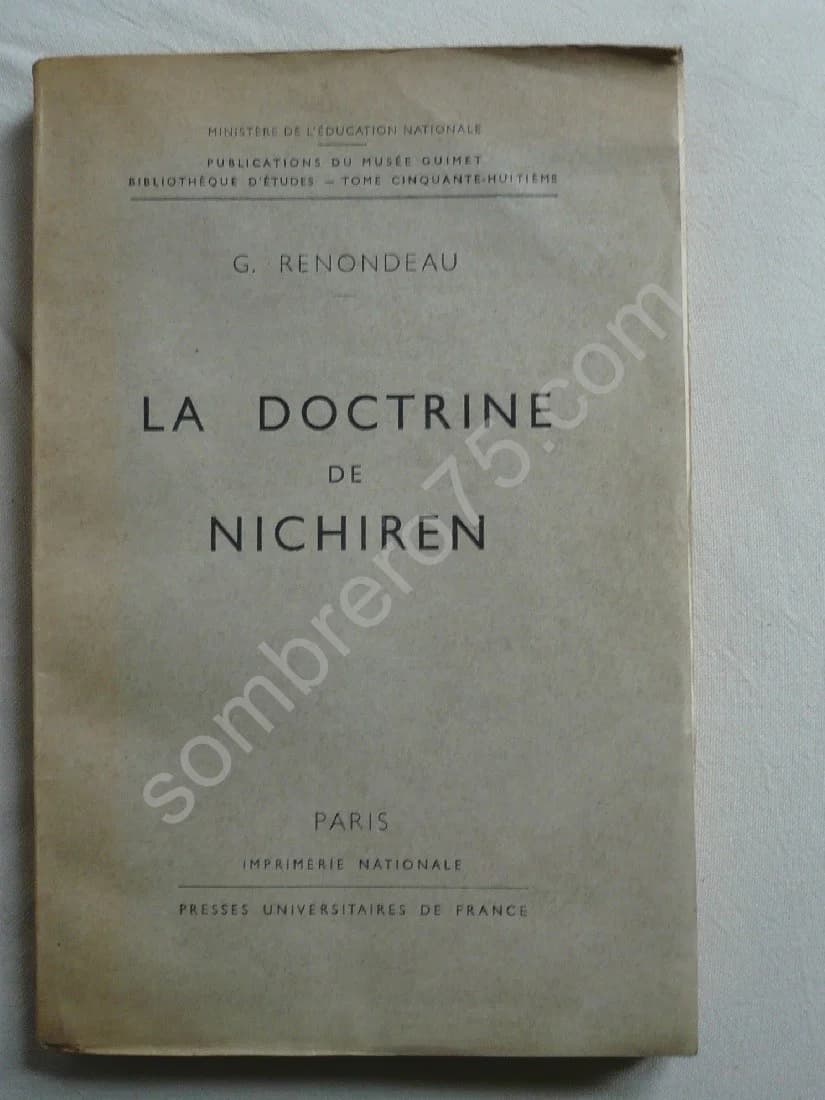 MINISTÈRE DE L'ÉDUCATION NATIONALE
PUBLICATIONS DU MUSÉE GUIMET
BIBLIOTHÈQUE D'ÉTUDES — TOME CINQUANTE-HUITIÈME
G. RENONDEAU
LA DOCTRINE
DE
NICHIREN
sombrero75.com
PARIS
IMPRIMERIE NATIONALE
PRESSES UNIVERSITAIRES DE FRANCE